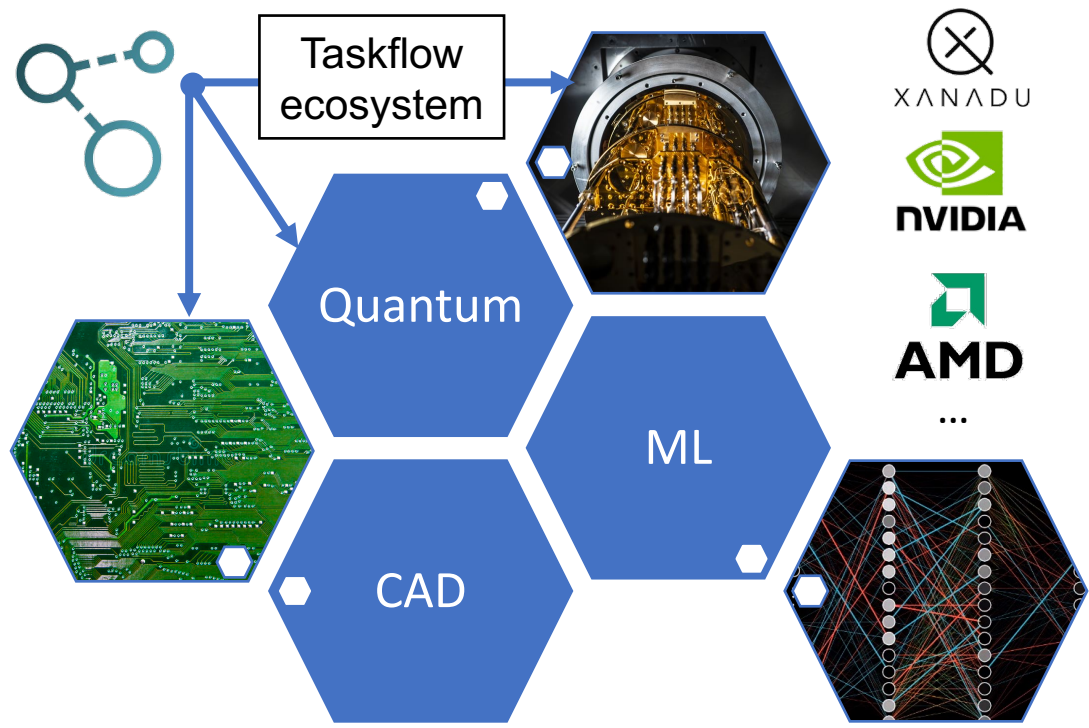 Taskflow
ecosystem
XANADU
NVIDIA
AMD
...
Quantum
ML
CAD